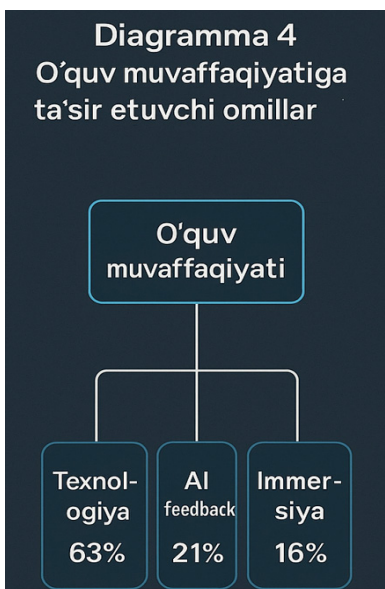 Diagramma 4
O‘quv muvaffaqiyatiga
ta’sir etuvchi omillar
O'quv
muvaffaqiyati
Texnol-
ogiya
63%
AI
feedback
21%
Immer-
siya
16%